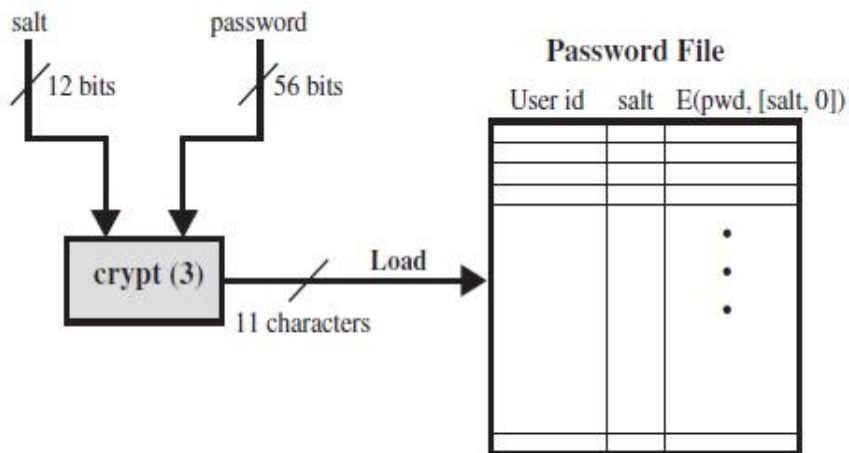 salt
password
12 bits
56 bits
crypt (3)
Load
11 characters
Password File
User id salt E(pwd, [salt, 0])